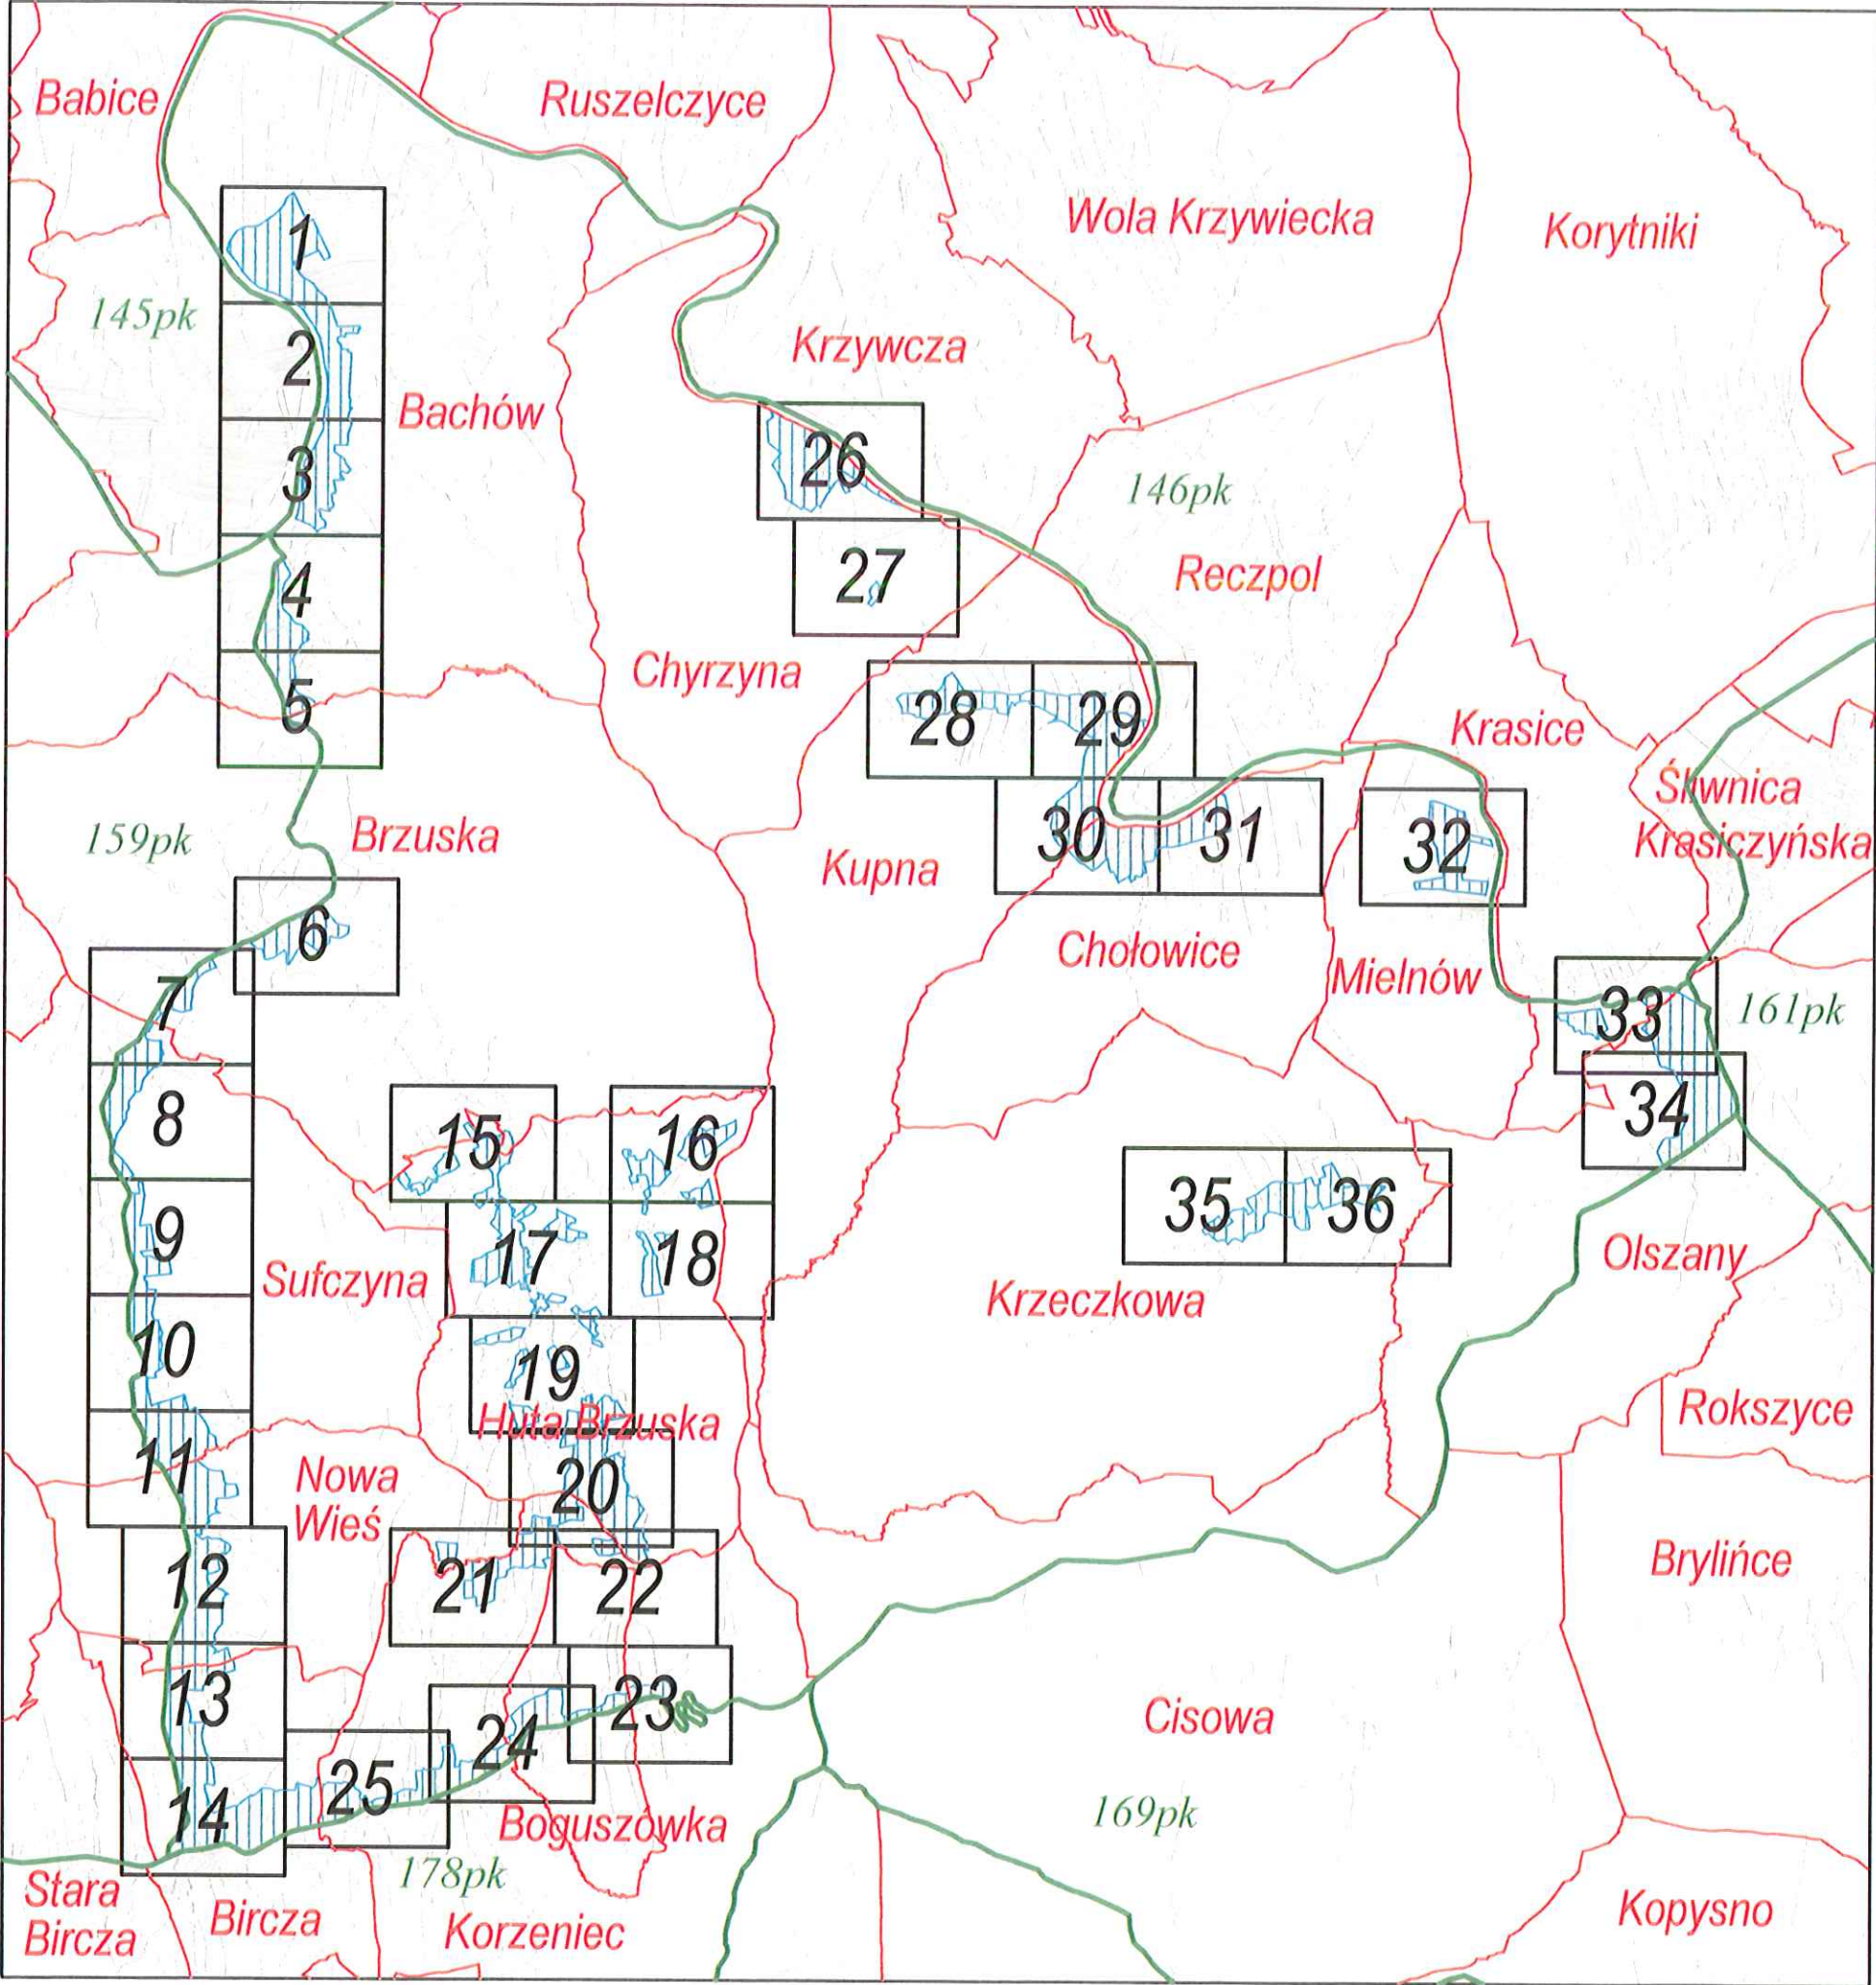 Babice
Ruszelczyce
Wola Krzywiecka
Korytniki
1
145pk
2
Krzywcza
Bachów
3
26
146pk
27
Reczpol
4
Chyrzyna
5
28
29
Krasice
Śliwnica
Krasiczyńska
159pk
Brzuska
30
31
32
Kupna
6
Chołowice
Mielnów
7
33
161pk
8
15
16
34
9
17
18
35
36
Sufczyna
Olszany
Krzeczkowa
10
19
Huta Brzuska
Rokszyce
11
Nowa
Wieś
20
12
21
22
Brylińce
13
23
24
Cisowa
14
25
Boguszówka
169pk
178pk
Stara
Bircza
Bircza
Korzeniec
Kopysno